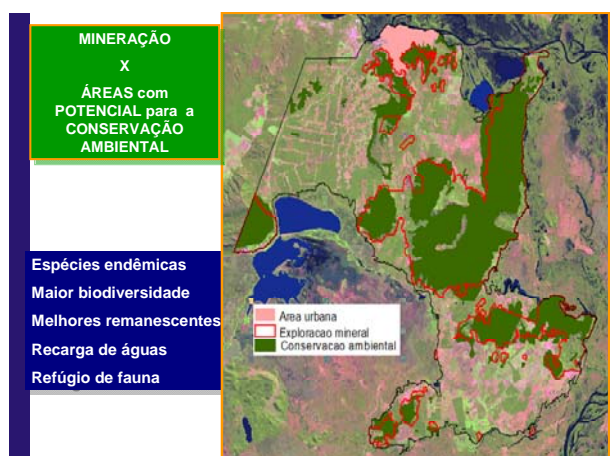 MINERAÇÃO
X
ÁREAS com
POTENCIAL para a
CONSERVAÇÃO
AMBIENTAL
Espécies endêmicas
Maior biodiversidade
Melhores remanescentes
Recarga de águas
Refúgio de fauna
Area urbana
Exploracao mineral
Conservacao ambiental